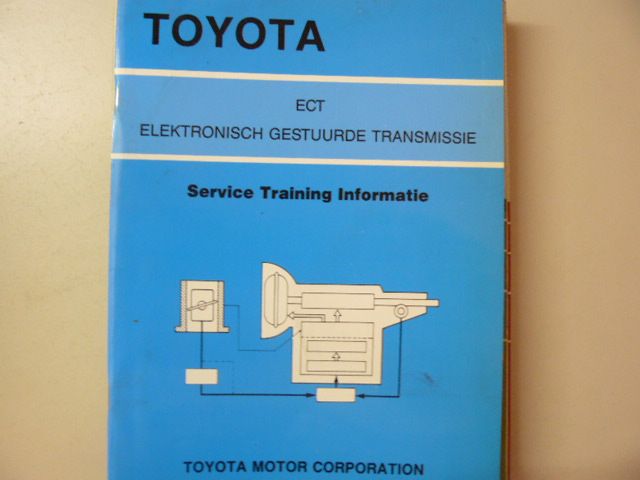 TOYOTA
ECT
ELEKTRONISCH GESTUURDE TRANSMISSIE
Service Training Informatie
TOYOTA MOTOR CORPORATION